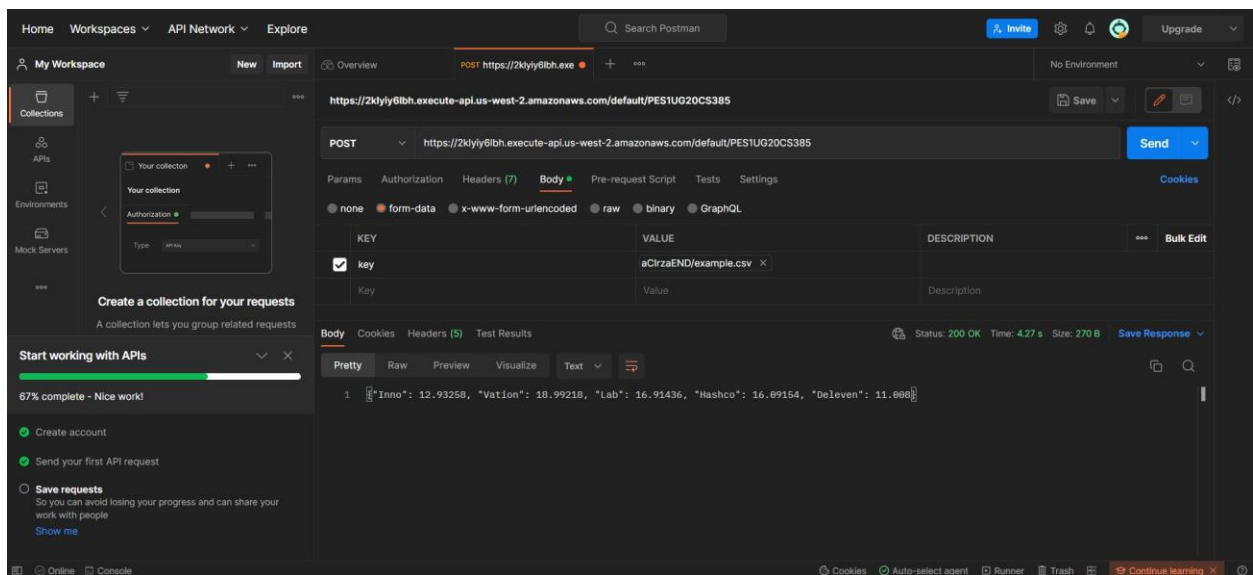 Home Workspaces API Network Explore
Search Postman
Invite
Upgrade
My Workspace
New Import
Overview
POST https://2klyiy6lbh.exe
No Environment
Collections
APIs
Environments
Mock Servers
Your collecton
Your collection
Authorization
Type API Key
Create a collection for your requests
A collection lets you group related requests
https://2klyiy6lbh.execute-api.us-west-2.amazonaws.com/default/PES1UG20CS385
Save
POST https://2klyiy6lbh.execute-api.us-west-2.amazonaws.com/default/PES1UG20CS385
Send
Params Authorization Headers (7) Body Pre-request Script Tests Settings
Cookies
none form-data x-www-form-urlencoded raw binary GraphQL
KEY VALUE DESCRIPTION Bulk Edit
key aCIrzaEND/example.csv
Key Value Description
Body Cookies Headers (5) Test Results
Status: 200 OK Time: 4.27 s Size: 270 B Save Response
Pretty Raw Preview Visualize Text
1 {"Inno": 12.93258, "Vation": 18.99218, "Lab": 16.91436, "Hashco": 16.09154, "Deleven": 11.008}
Start working with APIs
67% complete - Nice work!
Create account
Send your first API request
Save requests
So you can avoid losing your progress and can share your
work with people
Show me
Online Console
Cookies Auto-select agent Runner Trash Continue learning